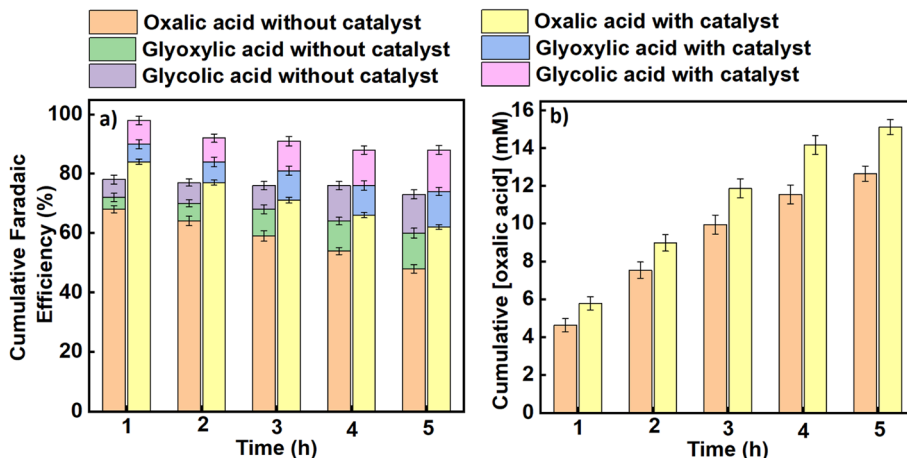 Oxalic acid without catalyst
Glyoxylic acid without catalyst
Glycolic acid without catalyst
Oxalic acid with catalyst
Glyoxylic acid with catalyst
Glycolic acid with catalyst
a)
Cumulative Faradaic
Efficiency (%)
100
80
60
40
20
0
1 2 3 4 5
Time (h)
b)
Cumulative [oxalic acid] (mM)
16
14
12
10
8
6
4
2
0
1 2 3 4 5
Time (h)